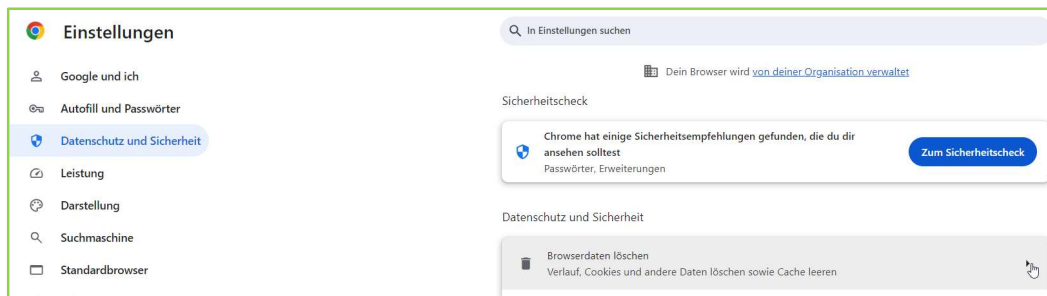 Einstellungen
In Einstellungen suchen
Google und ich
Autofill und Passwörter
Datenschutz und Sicherheit
Leistung
Darstellung
Suchmaschine
Standardbrowser
Dein Browser wird von deiner Organisation verwaltet
Sicherheitscheck
Chrome hat einige Sicherheitsempfehlungen gefunden, die du dir
ansehen solltest
Passwörter, Erweiterungen
Zum Sicherheitscheck
Datenschutz und Sicherheit
Browserdaten löschen
Verlauf, Cookies und andere Daten löschen sowie Cache leeren